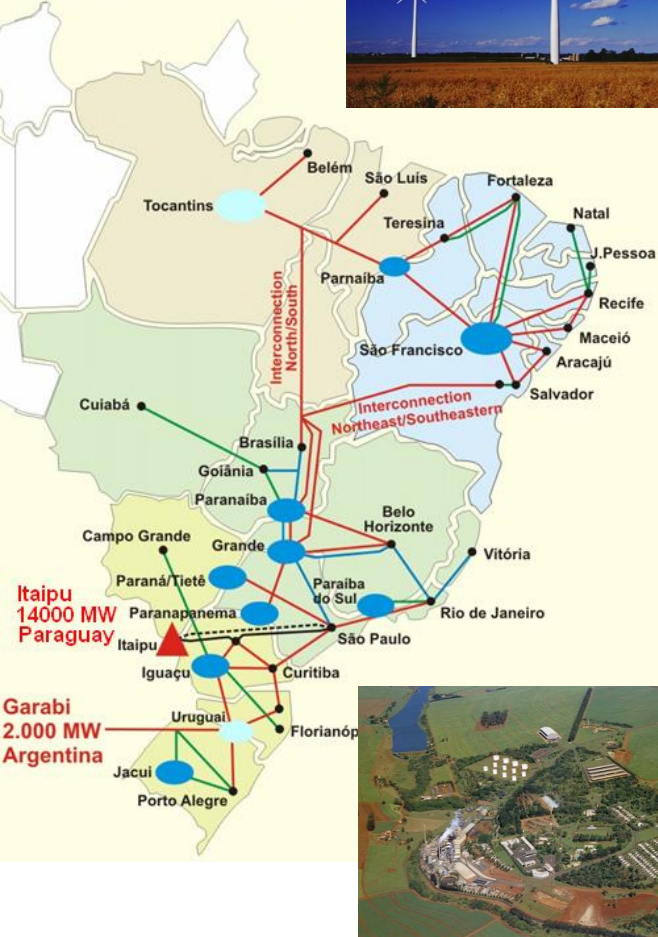 Belém
São Luís
Tocantins
Fortaleza
Teresina
Natal
J.Pessoa
Parnaíba
Recife
Interconnection
North/South
Maceió
São Francisco
Aracajú
Salvador
Interconnection
Northeast/Southeastern
Cuiabá
Brasília
Goiânia
Paranaíba
Belo
Horizonte
Campo Grande
Grande
Vitória
Paraná/Tietê
Paraíba
do Sul
Itaipu
14000 MW
Paraguay
Paranapanema
Rio de Janeiro
Itaipu
São Paulo
Iguaçu
Curitiba
Garabi
2.000 MW
Argentina
Uruguai
Florianóp
Jacui
Porto Alegre